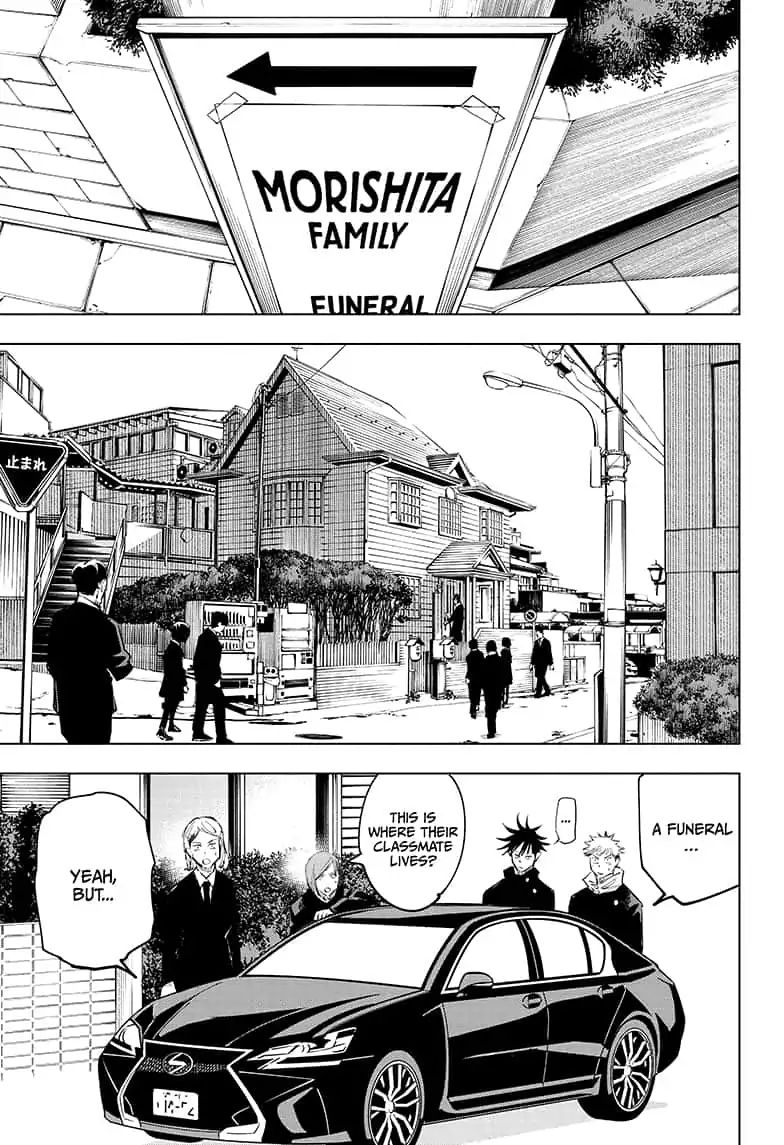 MORISHITA
FAMILY
FUNERAL
止まれ
A FUNERAL
...
...
THIS IS
WHERE THEIR
CLASSMATE
LIVES?
YEAH,
BUT...